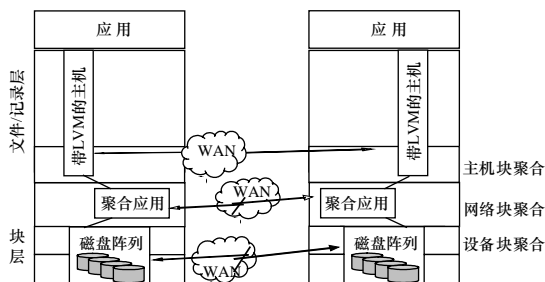 应用
应用
文件/记录层
带LVM的主机
带LVM的主机
WAN
主机块聚合
聚合应用
WAN
聚合应用
网络块聚合
块层
磁盘阵列
WAN
磁盘阵列
设备块聚合